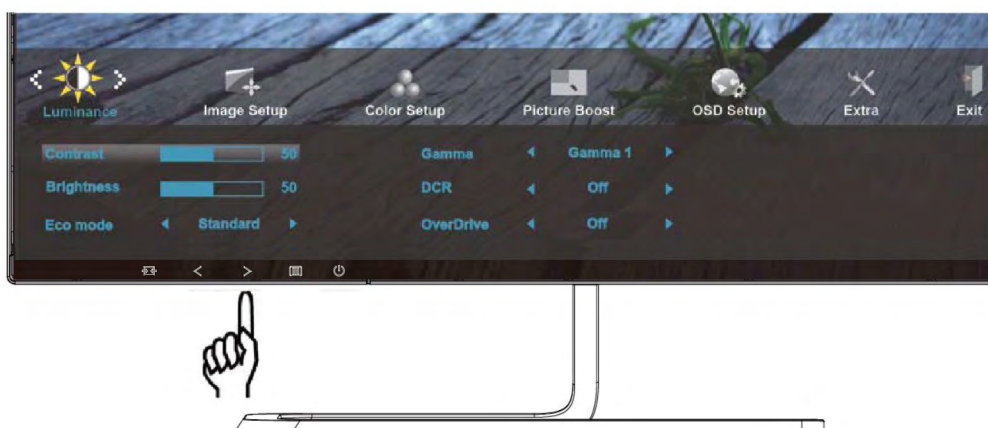 Luminance Image Setup Color Setup Picture Boost OSD Setup Extra Exit
Contrast 50 Gamma Gamma 1
Brightness 50 DCR Off
Eco mode Standard OverDrive Off